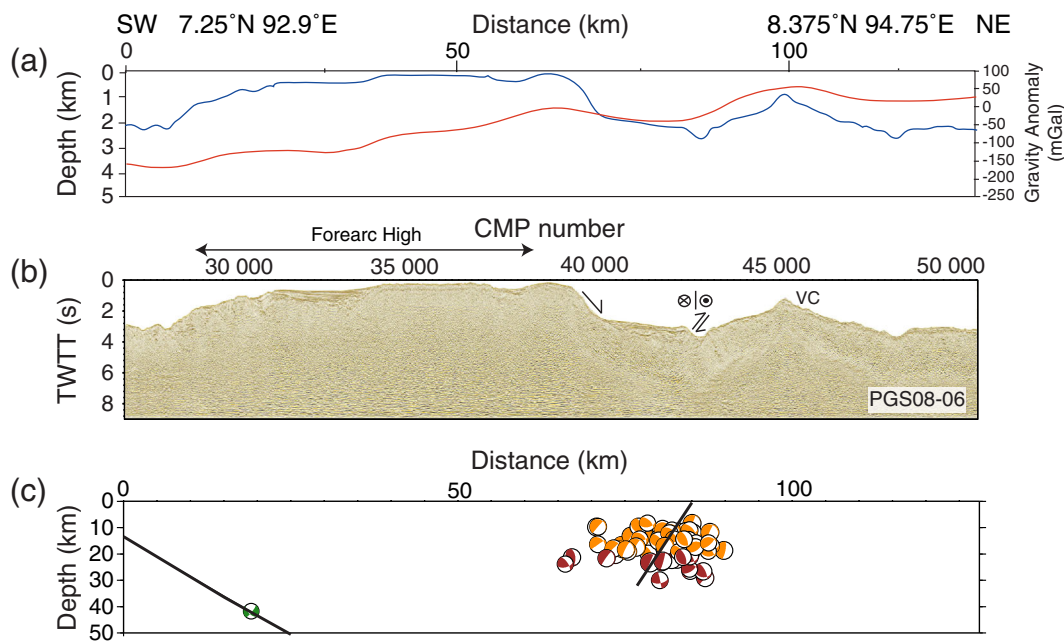 SW 7.25˚N 92.9˚E Distance (km) 8.375˚N 94.75˚E NE
0 50 100
(a)
Depth (km)
0
1
2
3
4
5
100
50
0
-50
-100
-150
-200
-250
Gravity Anomaly
(mGal)
CMP number
Forearc High
(b)
30 000 35 000 40 000 45 000 50 000
TWTT (s)
0
2
4
6
8
VC
PGS08-06
Distance (km)
(c)
0 50 100
Depth (km)
0
10
20
30
40
50